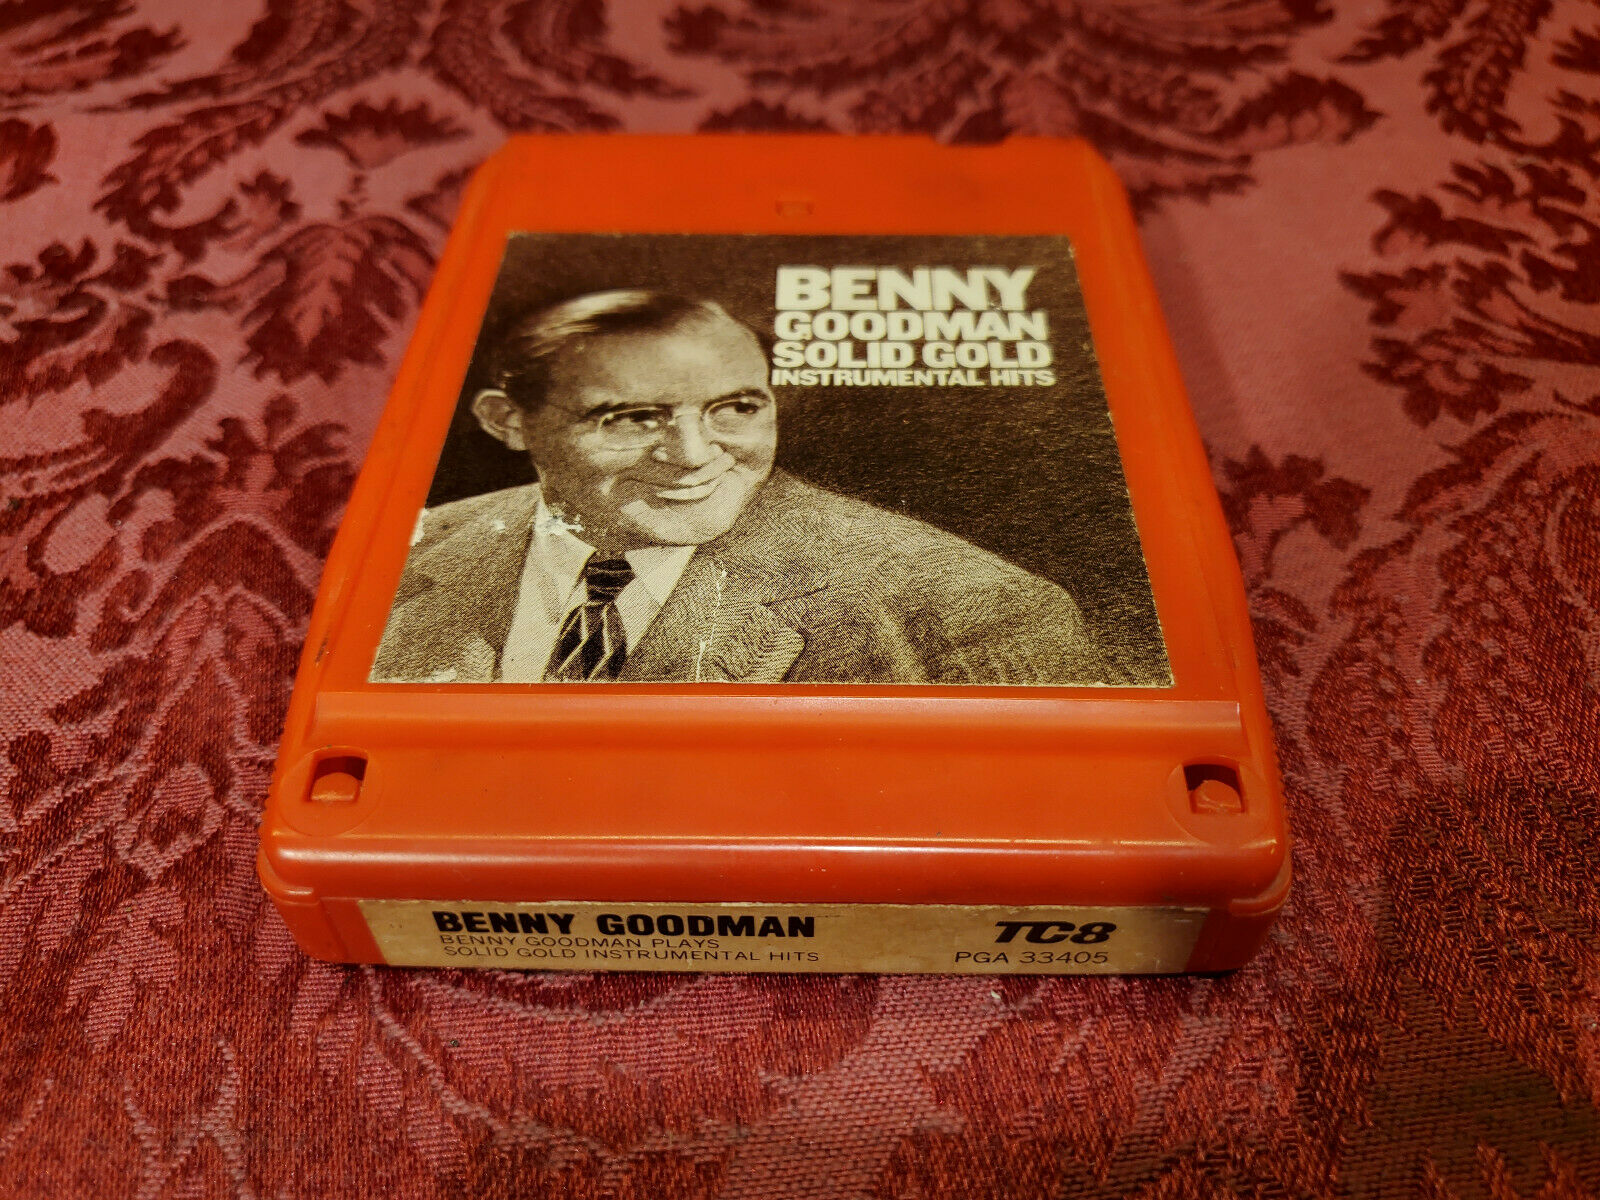 BENNY
GOODMAN
SOLID GOLD
INSTRUMENTAL HITS
BENNY GOODMAN
BENNY GOODMAN PLAYS
SOLID GOLD INSTRUMENTAL HITS
TC8
PGA 33405